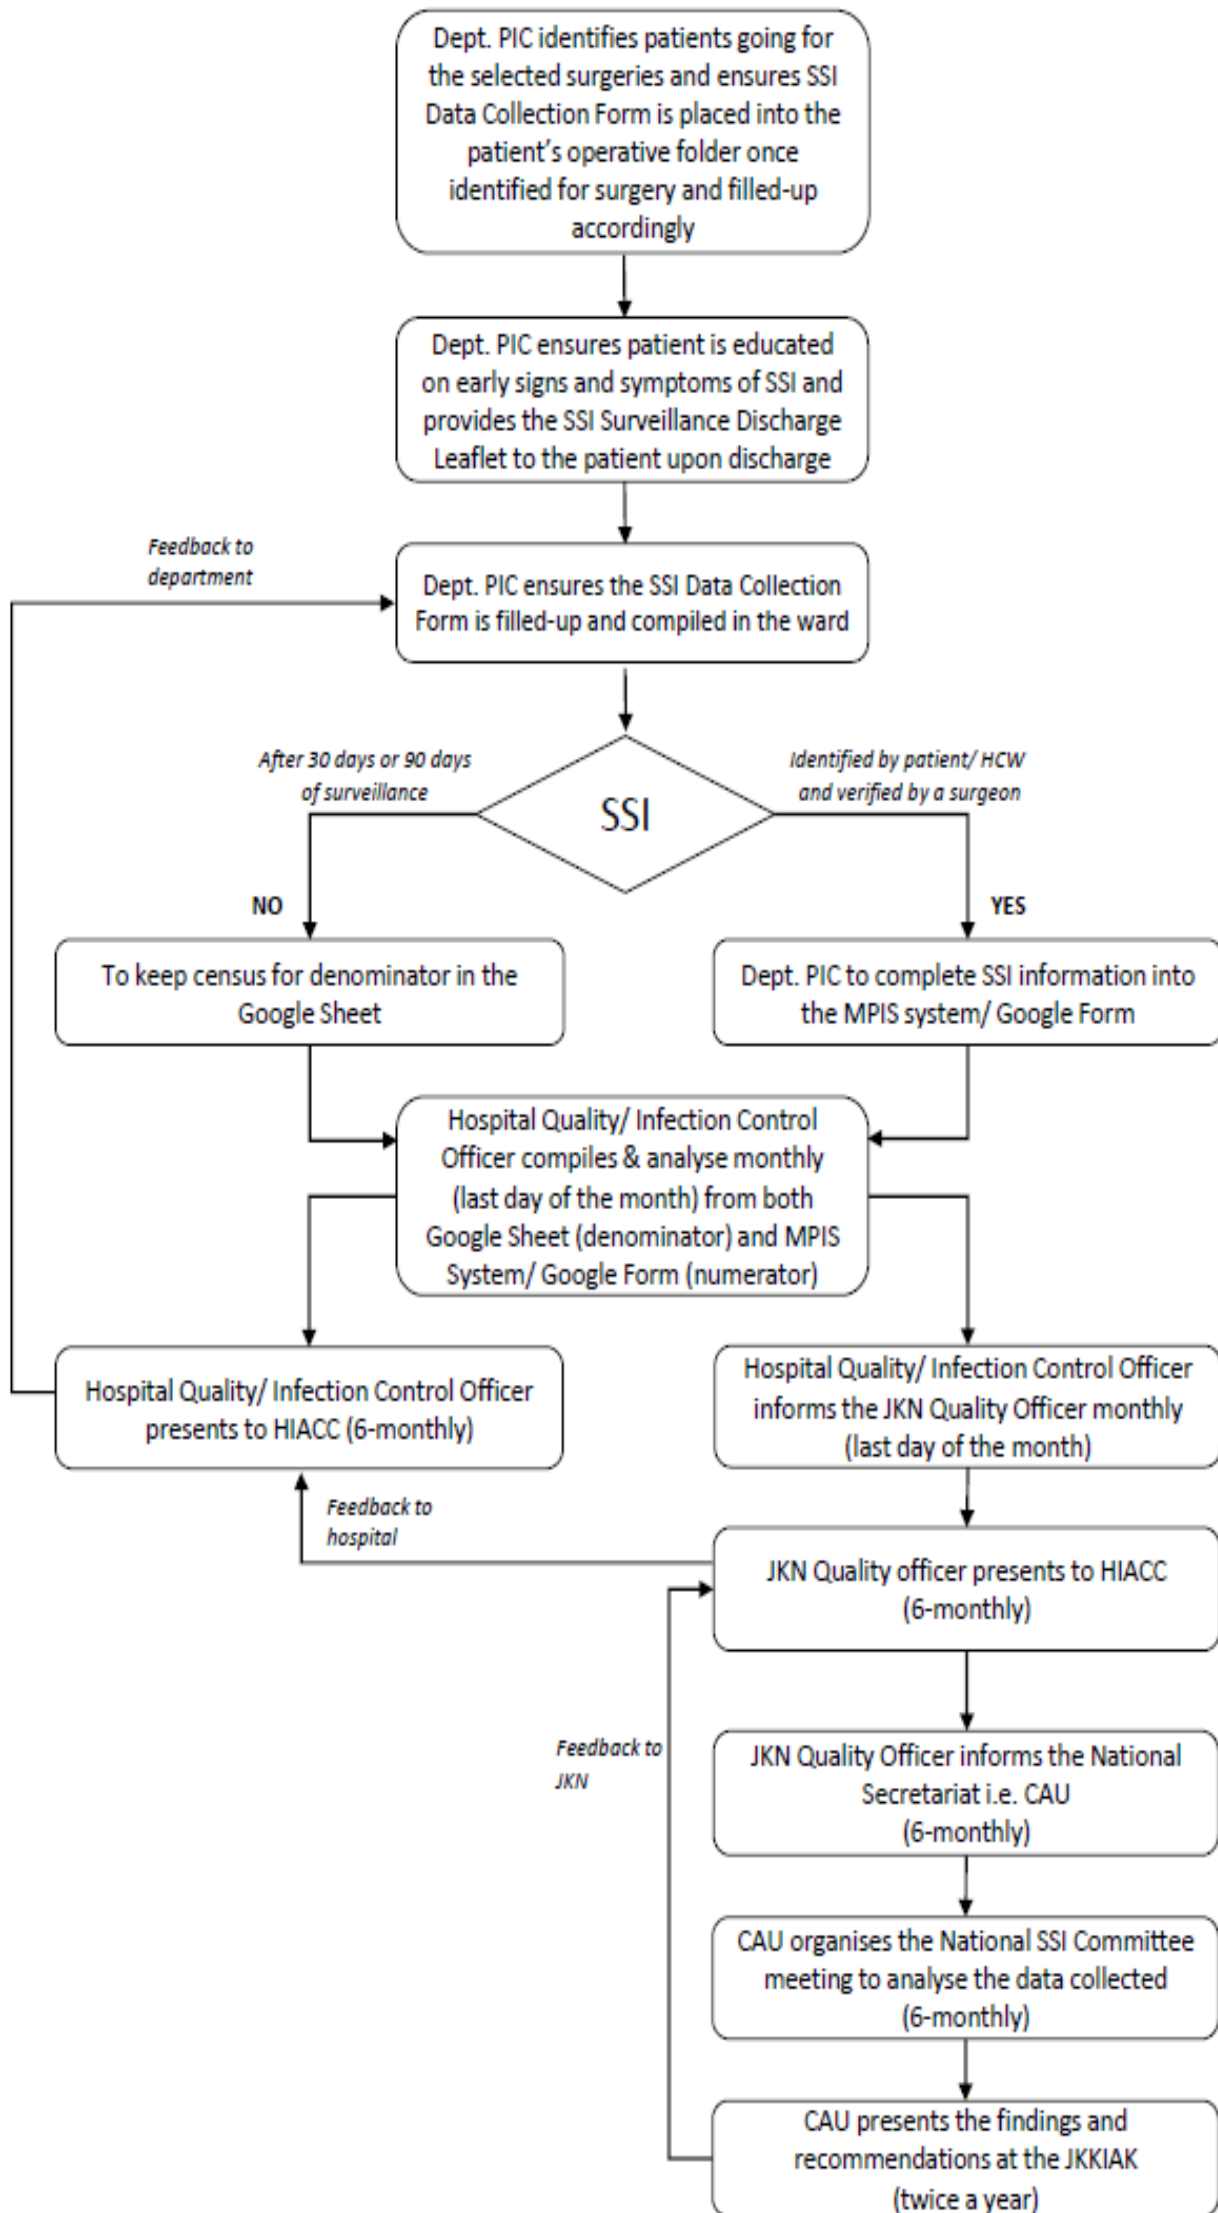 Dept. PIC identifies patients going for
the selected surgeries and ensures SSI
Data Collection Form is placed into the
patient's operative folder once
identified for surgery and filled-up
accordingly
Dept. PIC ensures patient is educated
on early signs and symptoms of SSI and
provides the SSI Surveillance Discharge
Leaflet to the patient upon discharge
Feedback to
department
Dept. PIC ensures the SSI Data Collection
Form is filled-up and compiled in the ward
After 30 days or 90 days
of surveillance
Identified by patient/ HCW
and verified by a surgeon
SSI
NO
YES
To keep census for denominator in the
Google Sheet
Dept. PIC to complete SSI information into
the MPIS system/ Google Form
Hospital Quality/ Infection Control
Officer compiles & analyse monthly
(last day of the month) from both
Google Sheet (denominator) and MPIS
System/ Google Form (numerator)
Hospital Quality/ Infection Control Officer
presents to HIACC (6-monthly)
Hospital Quality/ Infection Control Officer
informs the JKN Quality Officer monthly
(last day of the month)
Feedback to
hospital
JKN Quality officer presents to HIACC
(6-monthly)
Feedback to
JKN
JKN Quality Officer informs the National
Secretariat i.e. CAU
(6-monthly)
CAU organises the National SSI Committee
meeting to analyse the data collected
(6-monthly)
CAU presents the findings and
recommendations at the JKKIAK
(twice a year)